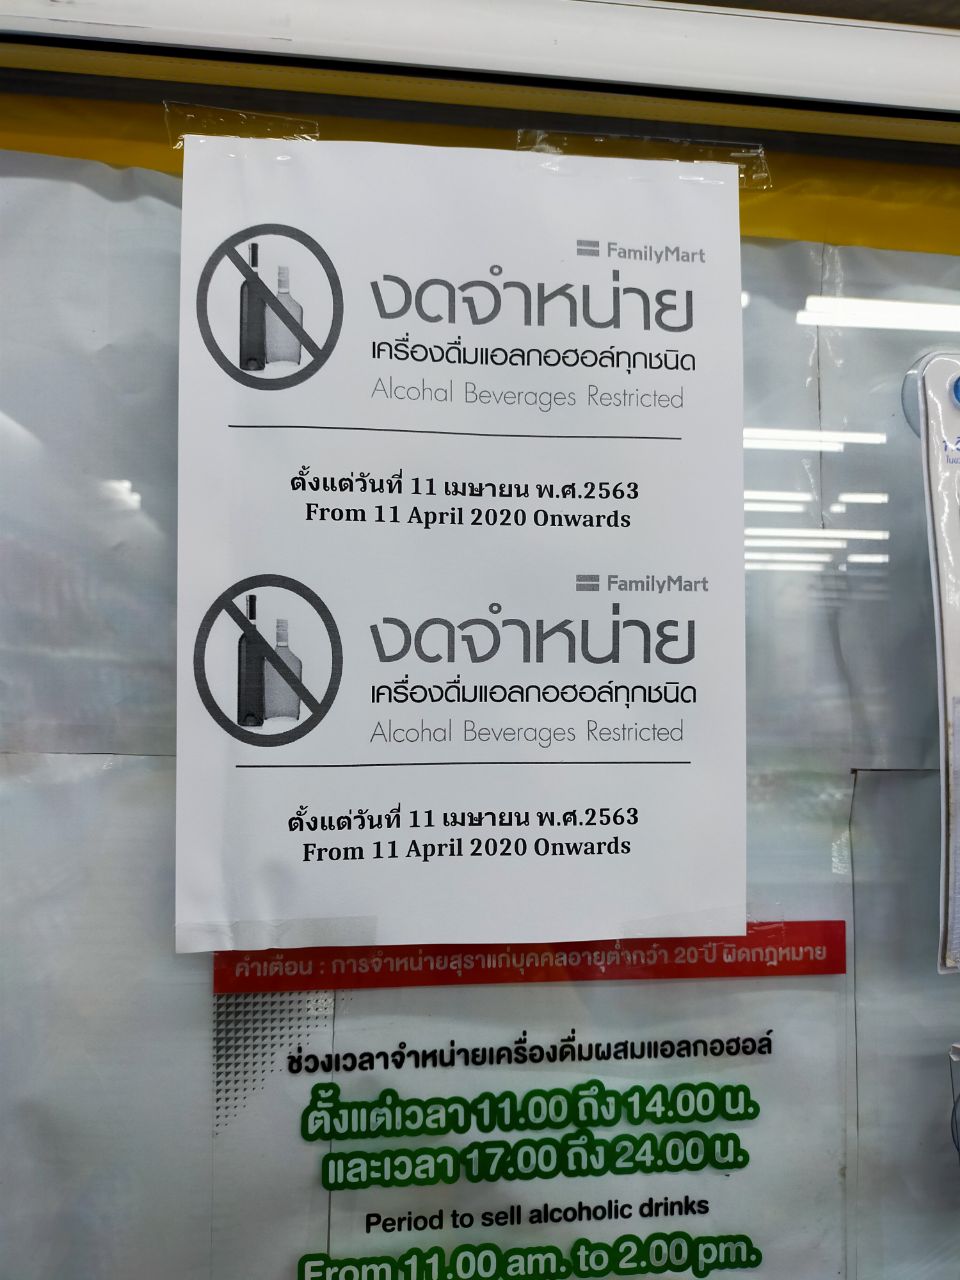 FamilyMart
งดจำหน่าย
เครื่องดื่มแอลกอฮอล์ทุกชนิด
Alcohal Beverages Restricted
ตั้งแต่วันที่ 11 เมษายน พ.ศ.2563
From 11 April 2020 Onwards
FamilyMart
งดจำหน่าย
เครื่องดื่มแอลกอฮอล์ทุกชนิด
Alcohal Beverages Restricted
ตั้งแต่วันที่ 11 เมษายน พ.ศ.2563
From 11 April 2020 Onwards
คำเตือน : การจำหน่ายสุราแก่บุคคลอายุต่ำกว่า 20 ปี ผิดกฎหมาย
ช่วงเวลาจำหน่ายเครื่องดื่มผสมแอลกอฮอล์
ตั้งแต่เวลา 11.00 ถึง 14.00 น.
และเวลา 17.00 ถึง 24.00 น.
Period to sell alcoholic drinks
From 11.00 am. to 2.00 pm.